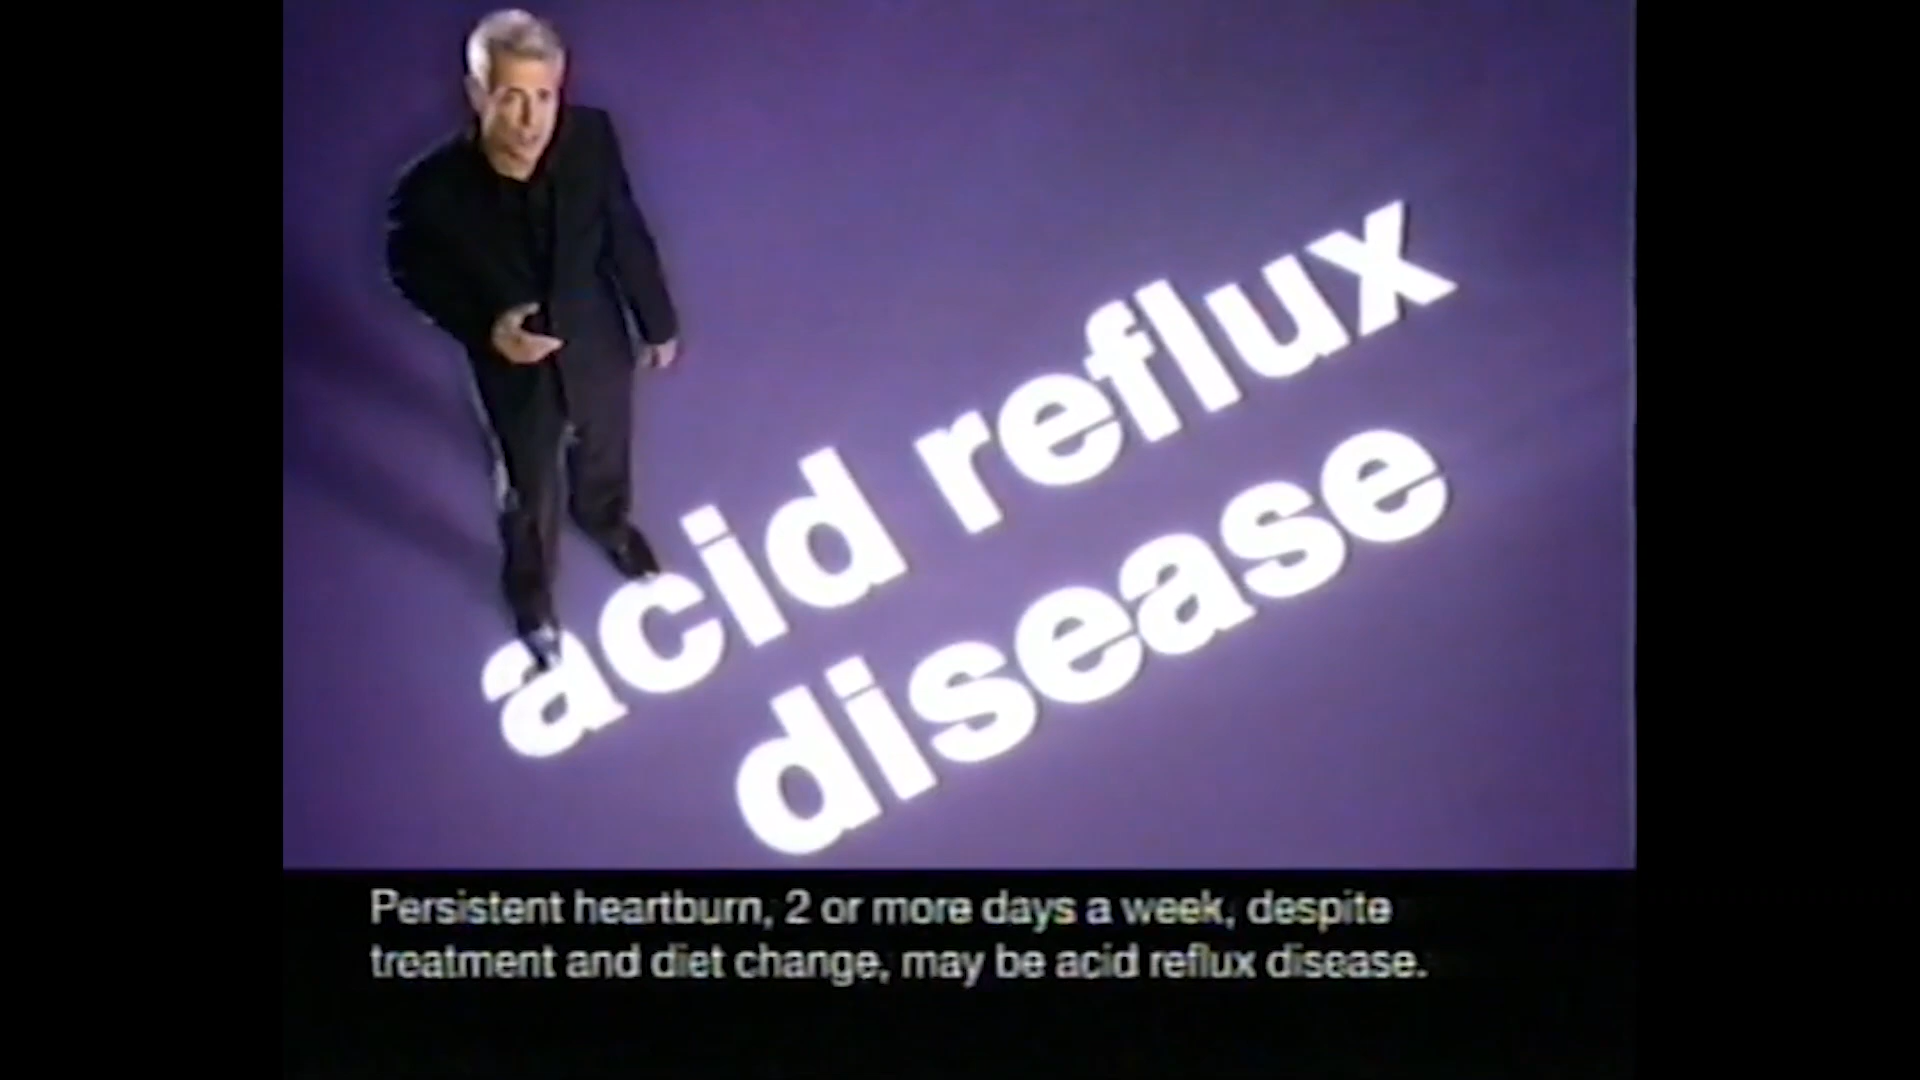 acid reflux
disease
Persistent heartburn, 2 or more days a week, despite
treatment and diet change, may be acid reflux disease.